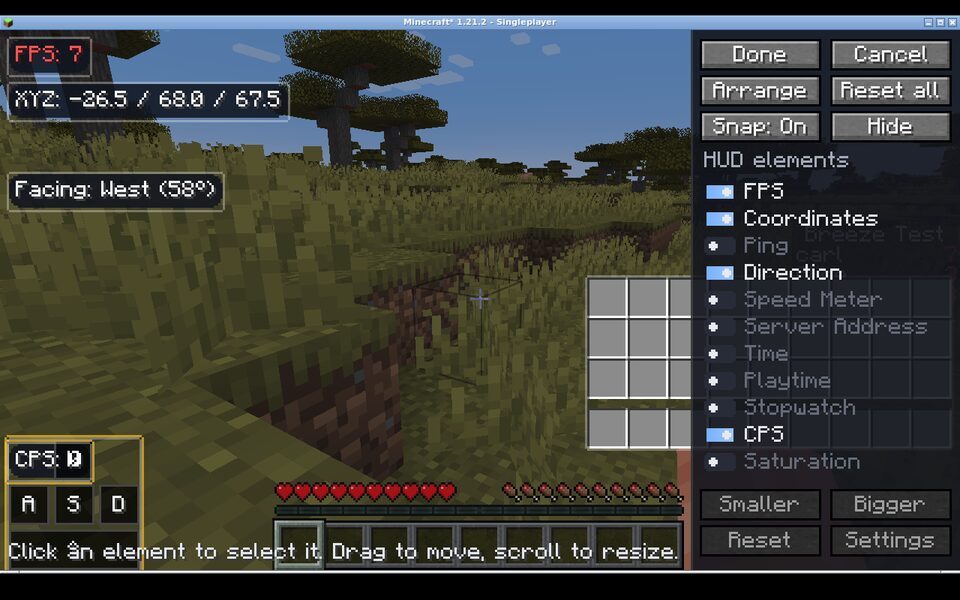 Minecraft* 1.21.2 - Singleplayer
FPS: 7
XYZ: -26.5 / 68.0 / 67.5
Facing: West (58°)
Done
Cancel
Arrange
Reset all
Snap: On
Hide
HUD elements
FPS
Coordinates
Ping
Breeze Test
carl
Direction
Speed Meter
Server Address
Time
Playtime
Stopwatch
CPS
Saturation
Smaller
Bigger
Reset
Settings
CPS: 0
A
S
D
Click an element to select it. Drag to move, scroll to resize.